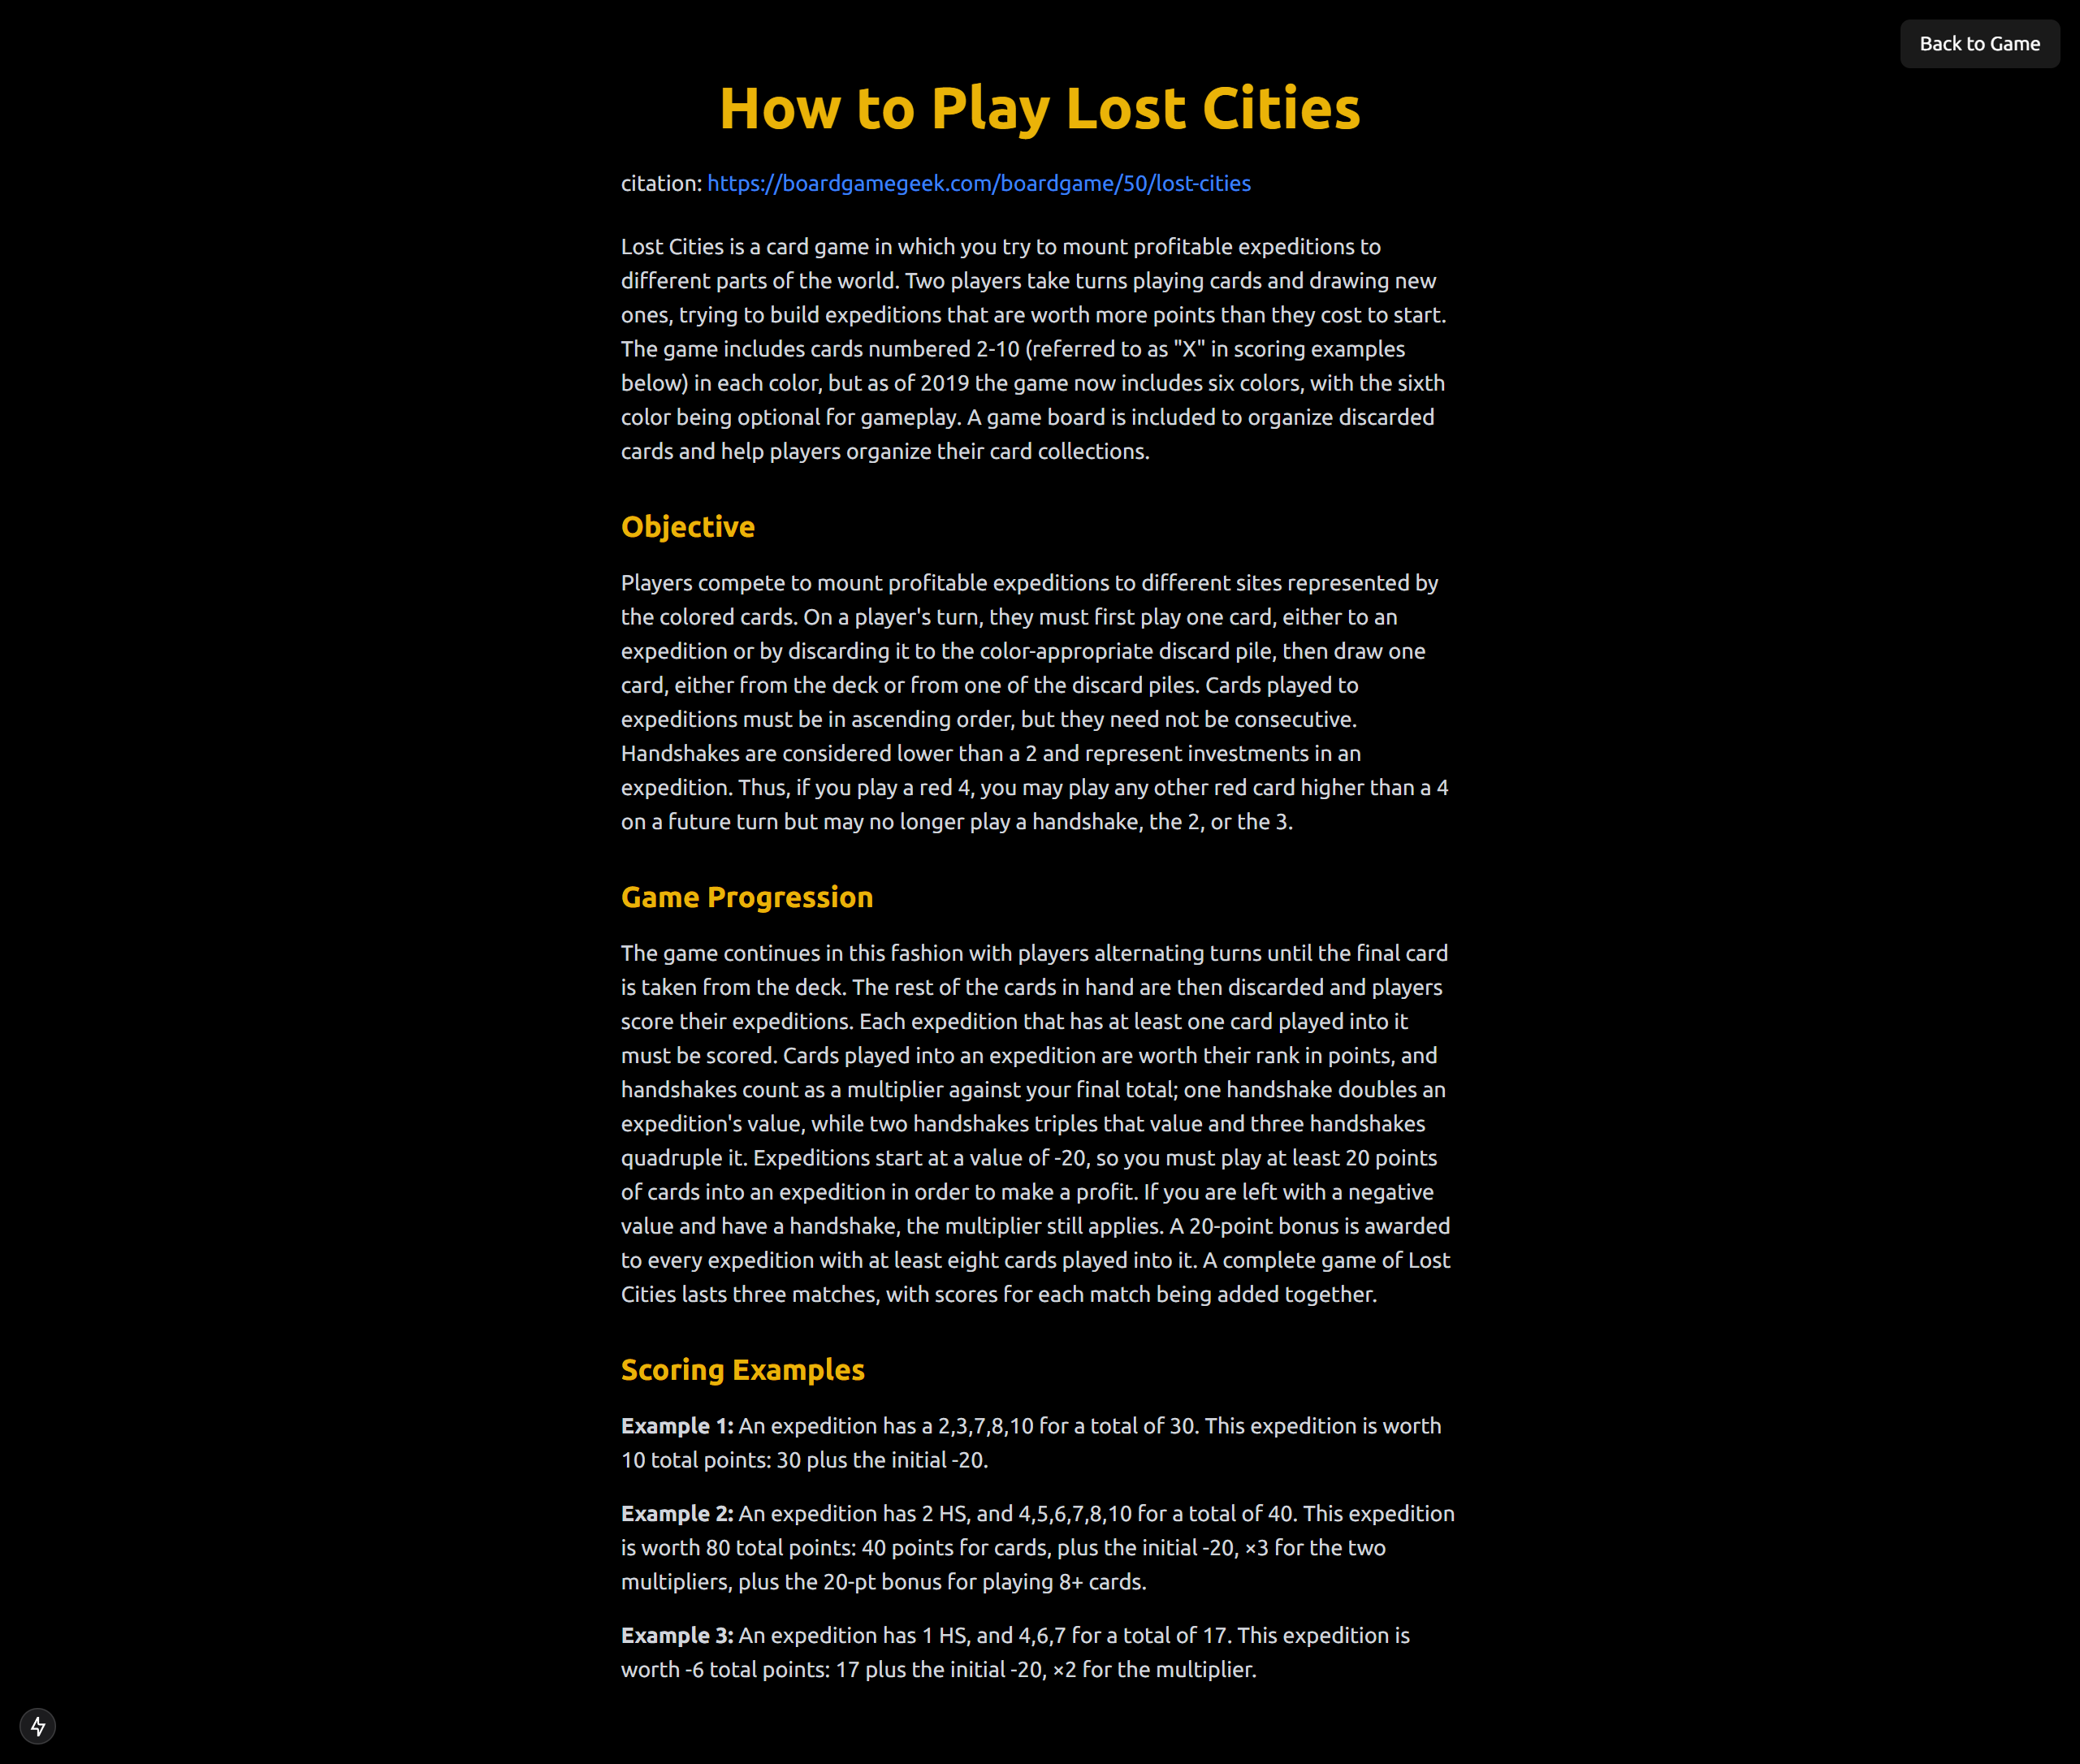 Back to Game
How to Play Lost Cities
citation: https://boardgamegeek.com/boardgame/50/lost-cities
Lost Cities is a card game in which you try to mount profitable expeditions to
different parts of the world. Two players take turns playing cards and drawing new
ones, trying to build expeditions that are worth more points than they cost to start.
The game includes cards numbered 2-10 (referred to as "X" in scoring examples
below) in each color, but as of 2019 the game now includes six colors, with the sixth
color being optional for gameplay. A game board is included to organize discarded
cards and help players organize their card collections.
Objective
Players compete to mount profitable expeditions to different sites represented by
the colored cards. On a player's turn, they must first play one card, either to an
expedition or by discarding it to the color-appropriate discard pile, then draw one
card, either from the deck or from one of the discard piles. Cards played to
expeditions must be in ascending order, but they need not be consecutive.
Handshakes are considered lower than a 2 and represent investments in an
expedition. Thus, if you play a red 4, you may play any other red card higher than a 4
on a future turn but may no longer play a handshake, the 2, or the 3.
Game Progression
The game continues in this fashion with players alternating turns until the final card
is taken from the deck. The rest of the cards in hand are then discarded and players
score their expeditions. Each expedition that has at least one card played into it
must be scored. Cards played into an expedition are worth their rank in points, and
handshakes count as a multiplier against your final total; one handshake doubles an
expedition's value, while two handshakes triples that value and three handshakes
quadruple it. Expeditions start at a value of -20, so you must play at least 20 points
of cards into an expedition in order to make a profit. If you are left with a negative
value and have a handshake, the multiplier still applies. A 20-point bonus is awarded
to every expedition with at least eight cards played into it. A complete game of Lost
Cities lasts three matches, with scores for each match being added together.
Scoring Examples
Example 1: An expedition has a 2,3,7,8,10 for a total of 30. This expedition is worth
10 total points: 30 plus the initial -20.
Example 2: An expedition has 2 HS, and 4,5,6,7,8,10 for a total of 40. This expedition
is worth 80 total points: 40 points for cards, plus the initial -20, ×3 for the two
multipliers, plus the 20-pt bonus for playing 8+ cards.
Example 3: An expedition has 1 HS, and 4,6,7 for a total of 17. This expedition is
worth -6 total points: 17 plus the initial -20, ×2 for the multiplier.